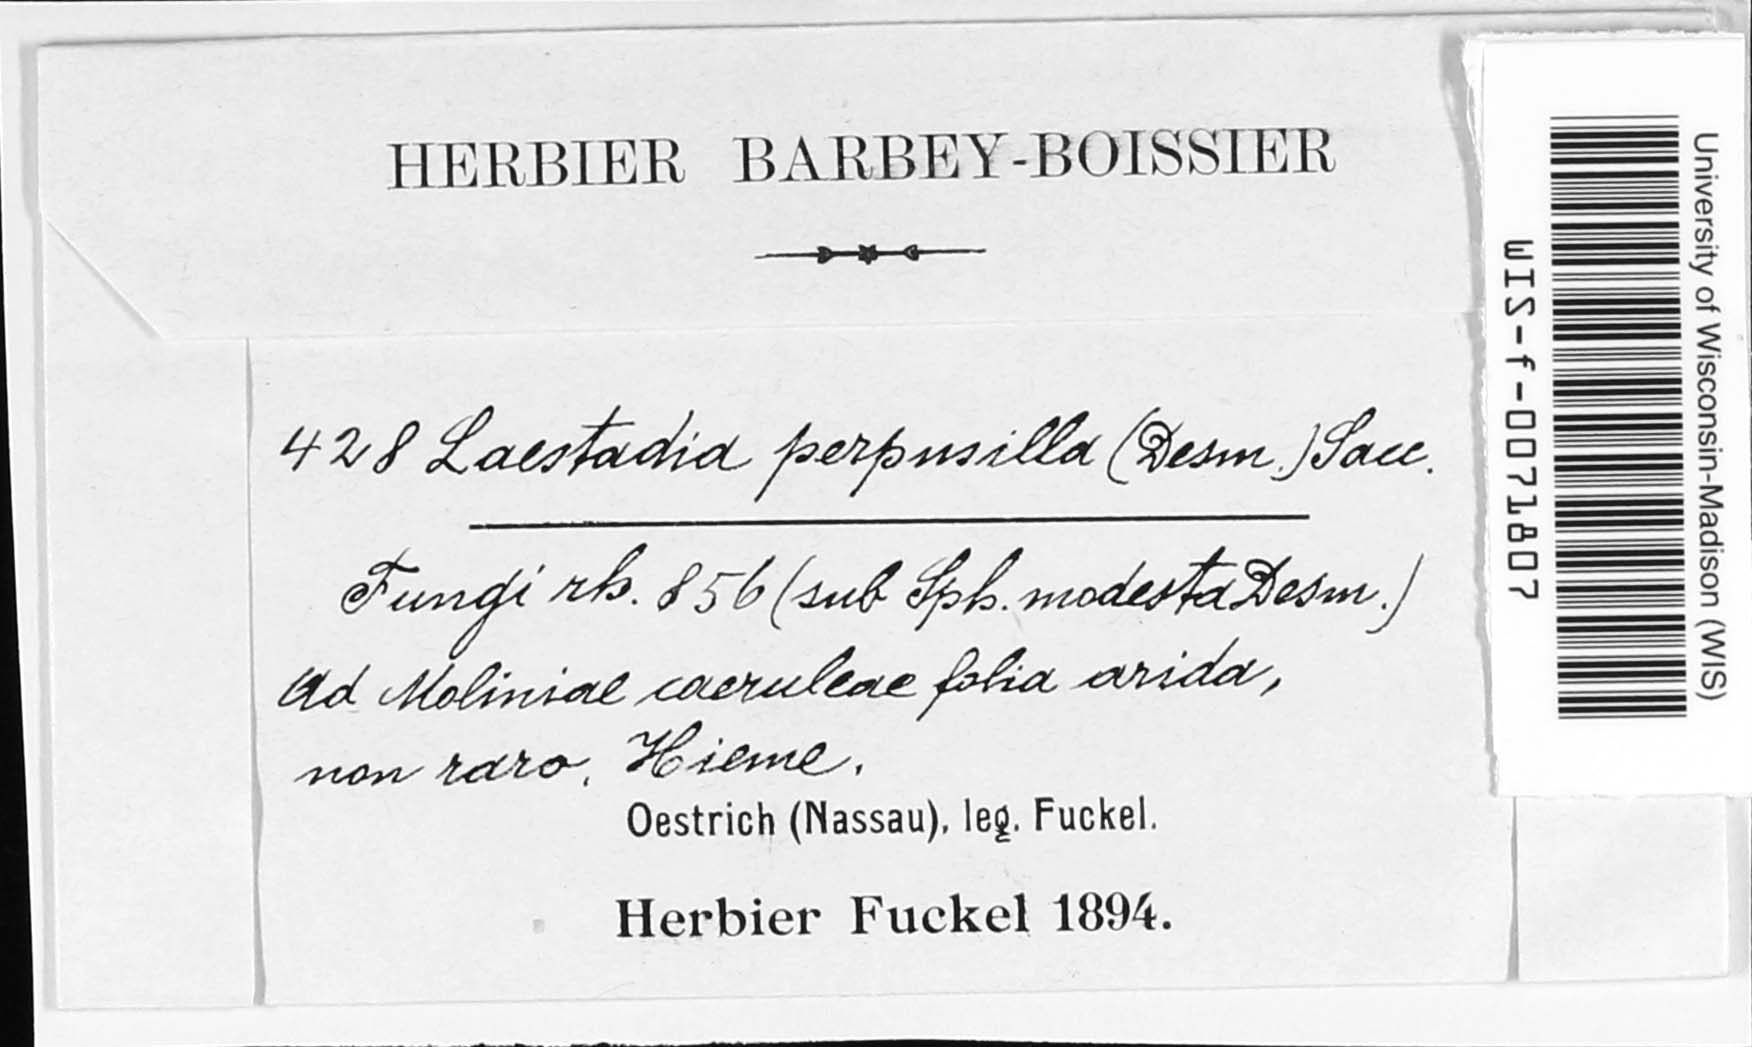 HERBIER BARBEY-BOISSIER
428 Laestadia perpusilla (Desm.) Sacc.
Fungi rh. 856 (sub Sph. modesta Desm.)
Ad Moliniae caeruleae folia arida,
non raro, Hieme.
Oestrich (Nassau), leg. Fuckel.
Herbier Fuckel 1894.
WIS-f-0071807
University of Wisconsin-Madison (WIS)